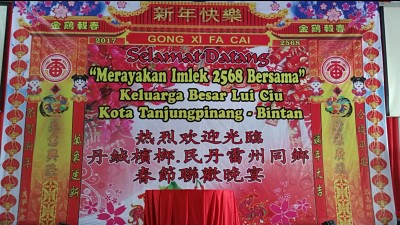 新年快樂
金鷄報春
金鷄報春
2017
GONG XI FA CAI
2568
Selamat Datang
"Merayakan Imlek 2568 Bersama"
Keluarga Besar Lui Ciu
Kota Tanjungpinang - Bintan
热烈欢迎光臨
丹絨檳榔.民丹雷州同鄉
春節聯歡晚宴